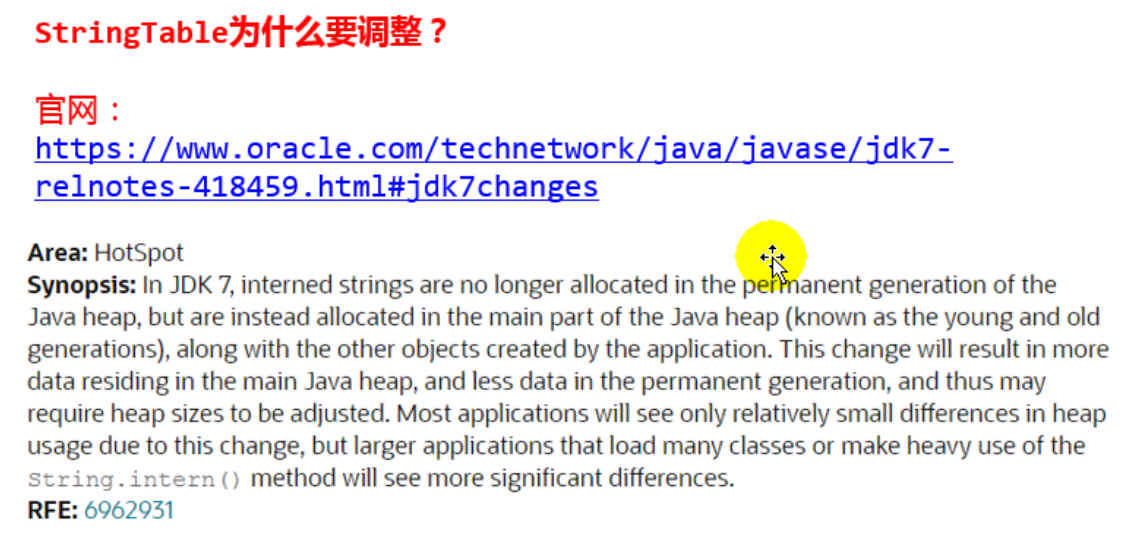 StringTable为什么要调整？
官网：
https://www.oracle.com/technetwork/java/javase/jdk7-
relnotes-418459.html#jdk7changes
Area: HotSpot
Synopsis: In JDK 7, interned strings are no longer allocated in the permanent generation of the
Java heap, but are instead allocated in the main part of the Java heap (known as the young and old
generations), along with the other objects created by the application. This change will result in more
data residing in the main Java heap, and less data in the permanent generation, and thus may
require heap sizes to be adjusted. Most applications will see only relatively small differences in heap
usage due to this change, but larger applications that load many classes or make heavy use of the
String.intern() method will see more significant differences.
RFE: 6962931